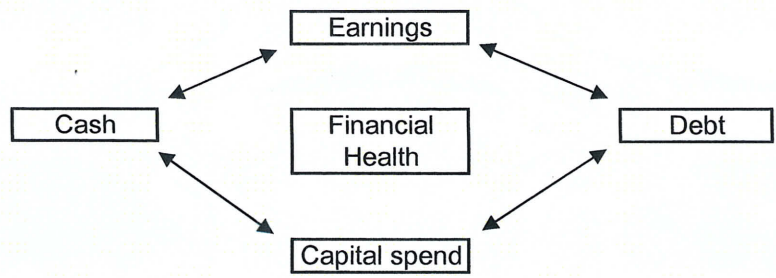 Earnings
Cash
Financial
Health
Debt
Capital spend